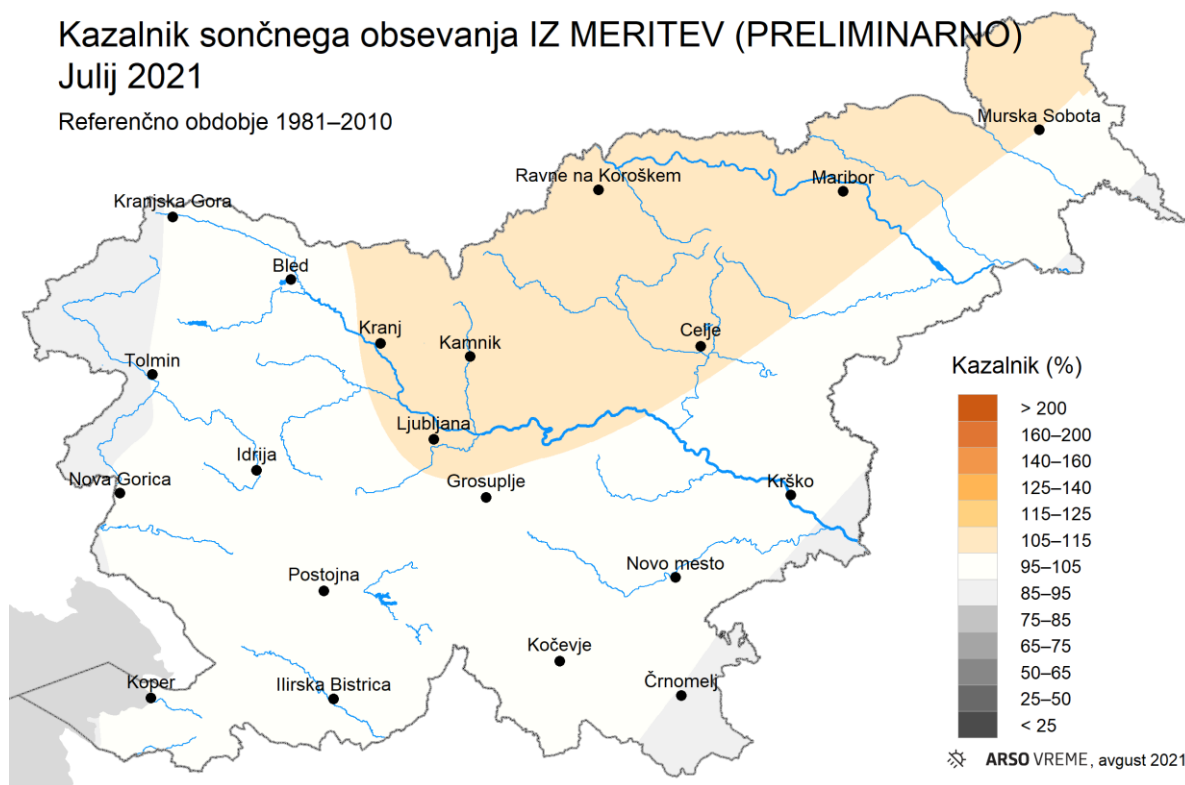 Kazalnik sončnega obsevanja IZ MERITEV (PRELIMINARNO)
Julij 2021
Referenčno obdobje 1981–2010
Murska Sobota
Ravne na Koroškem
Maribor
Kranjska Gora
Bled
Kranj
Kamnik
Celje
Tolmin
Ljubljana
Idrija
Nova Gorica
Grosuplje
Krško
Postojna
Novo mesto
Kočevje
Koper
Ilirska Bistrica
Črnomelj
Kazalnik (%)
> 200
160–200
140–160
125–140
115–125
105–115
95–105
85–95
75–85
65–75
50–65
25–50
< 25
ARSO VREME, avgust 2021